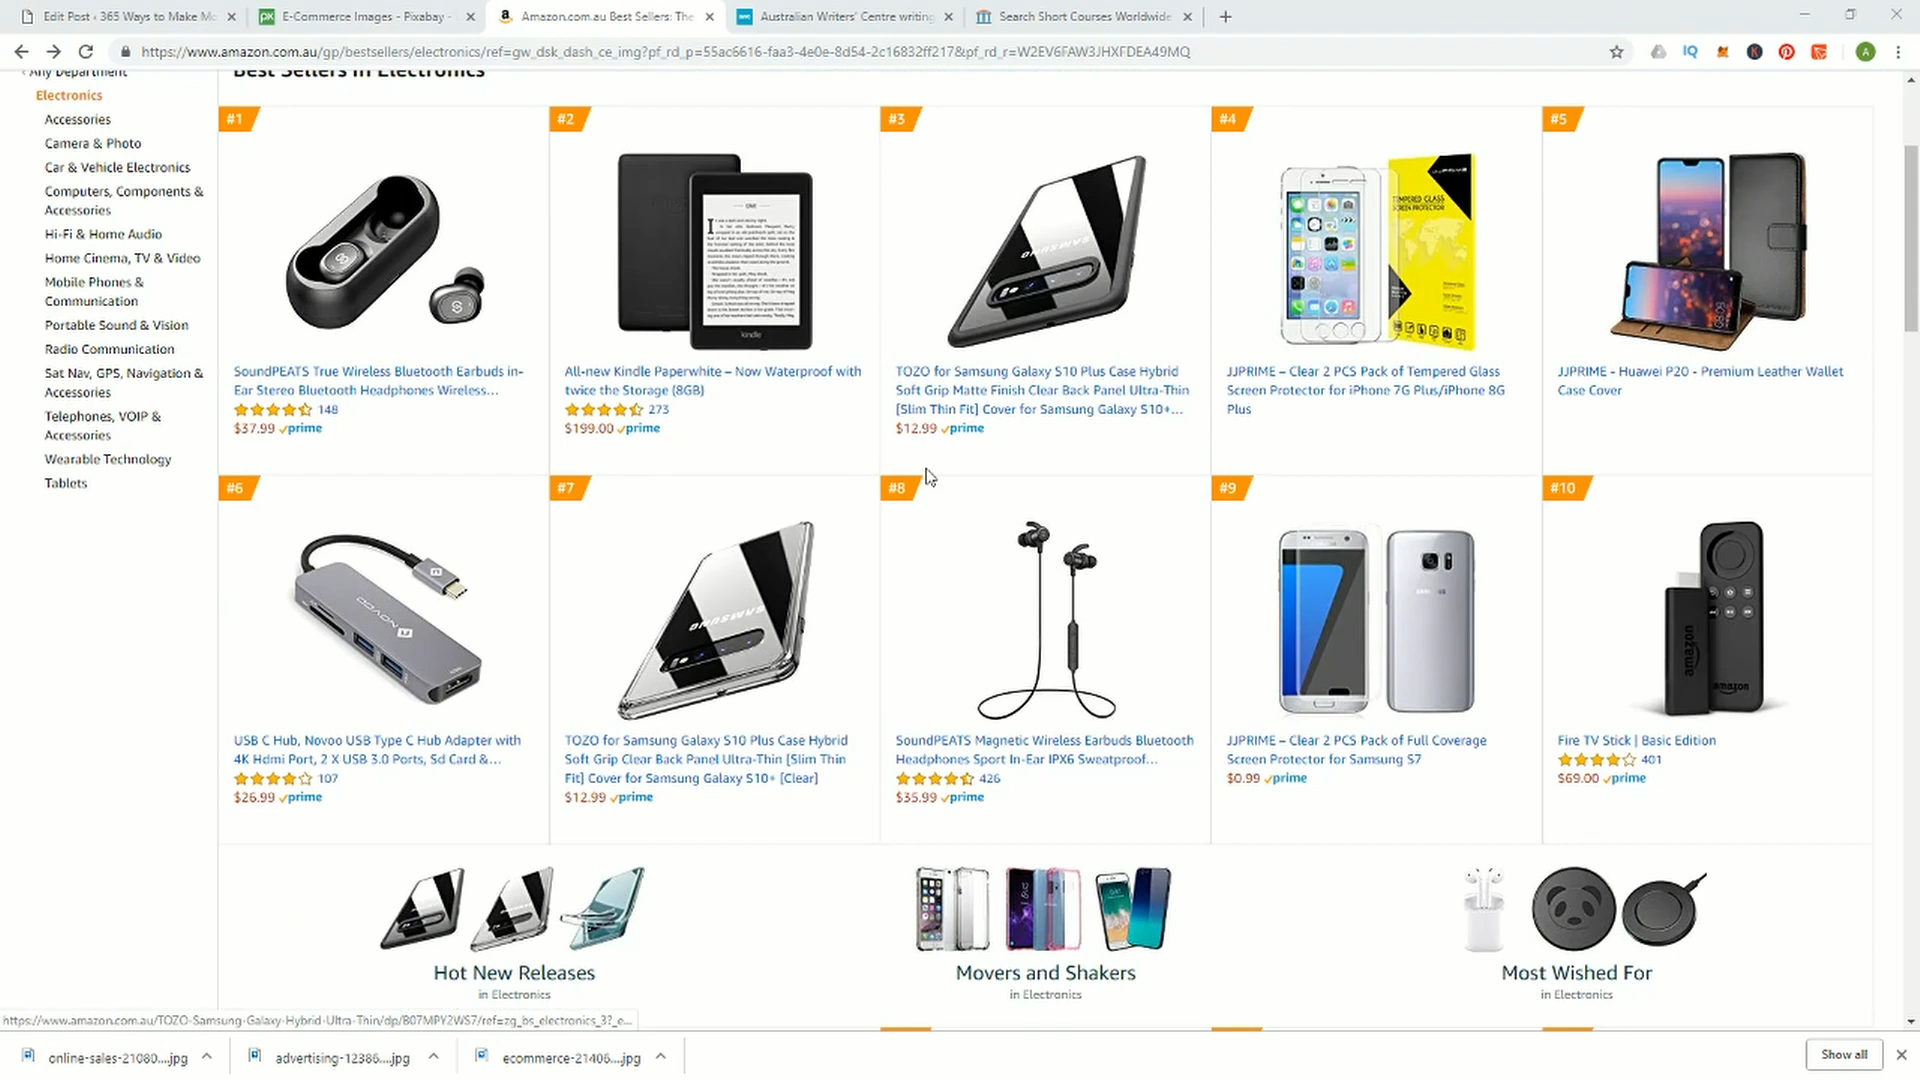 Edit Post ‹ 365 Ways to Make Mo
E-Commerce Images - Pixabay -
Amazon.com.au Best Sellers: The
Australian Writers' Centre writing
Search Short Courses Worldwide
https://www.amazon.com.au/gp/bestsellers/electronics/ref=gw_dsk_dash_ce_img?pf_rd_p=55ac6616-faa3-4e0e-8d54-2c16832ff217&pf_rd_r=W2EV6FAW3JHXFDEA49MQ
‹ Any Department
Electronics
Accessories
Camera & Photo
Car & Vehicle Electronics
Computers, Components &
Accessories
Hi-Fi & Home Audio
Home Cinema, TV & Video
Mobile Phones &
Communication
Portable Sound & Vision
Radio Communication
Sat Nav, GPS, Navigation &
Accessories
Telephones, VOIP &
Accessories
Wearable Technology
Tablets
Best Sellers in Electronics
#1
SoundPEATS True Wireless Bluetooth Earbuds in-
Ear Stereo Bluetooth Headphones Wireless...
148
$37.99 prime
#2
kindle
All-new Kindle Paperwhite – Now Waterproof with
twice the Storage (8GB)
273
$199.00 prime
#3
SAMSUNG
TOZO for Samsung Galaxy S10 Plus Case Hybrid
Soft Grip Matte Finish Clear Back Panel Ultra-Thin
[Slim Thin Fit] Cover for Samsung Galaxy S10+...
$12.99 prime
#4
TEMPERED GLASS
SCREEN PROTECTOR
JJPRIME – Clear 2 PCS Pack of Tempered Glass
Screen Protector for iPhone 7G Plus/iPhone 8G
Plus
#5
08:08
JJPRIME - Huawei P20 - Premium Leather Wallet
Case Cover
#6
NOVOO
USB C Hub, Novoo USB Type C Hub Adapter with
4K Hdmi Port, 2 X USB 3.0 Ports, Sd Card &...
107
$26.99 prime
#7
SAMSUNG
TOZO for Samsung Galaxy S10 Plus Case Hybrid
Soft Grip Clear Back Panel Ultra-Thin [Slim Thin
Fit] Cover for Samsung Galaxy S10+ [Clear]
$12.99 prime
#8
SoundPEATS Magnetic Wireless Earbuds Bluetooth
Headphones Sport In-Ear IPX6 Sweatproof...
426
$35.99 prime
#9
SAMSUNG
JJPRIME – Clear 2 PCS Pack of Full Coverage
Screen Protector for Samsung S7
$0.99 prime
#10
amazon
amazon
Fire TV Stick | Basic Edition
401
$69.00 prime
Hot New Releases
in Electronics
Movers and Shakers
in Electronics
Most Wished For
in Electronics
https://www.amazon.com.au/TOZO-Samsung-Galaxy-Hybrid-Ultra-Thin/dp/B07MPY2WS7/ref=zg_bs_electronics_3?_e...
online-sales-21080....jpg
advertising-12386....jpg
ecommerce-21406....jpg
Show all